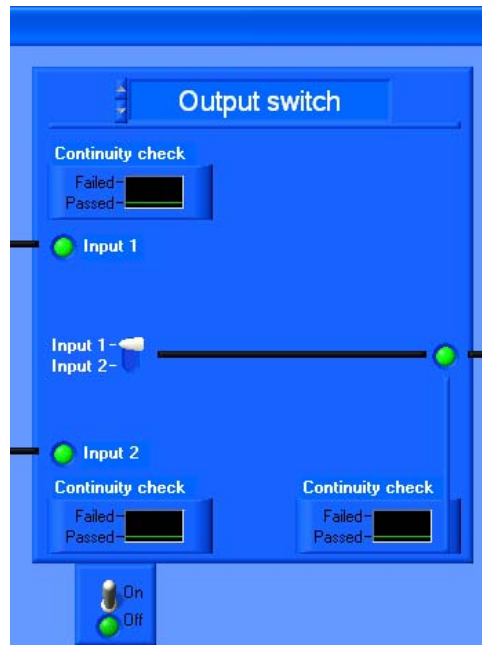 Output switch
Continuity check
Failed
Passed
Input 1
Input 1
Input 2
Input 2
Continuity check
Failed
Passed
Continuity check
Failed
Passed
On
Off